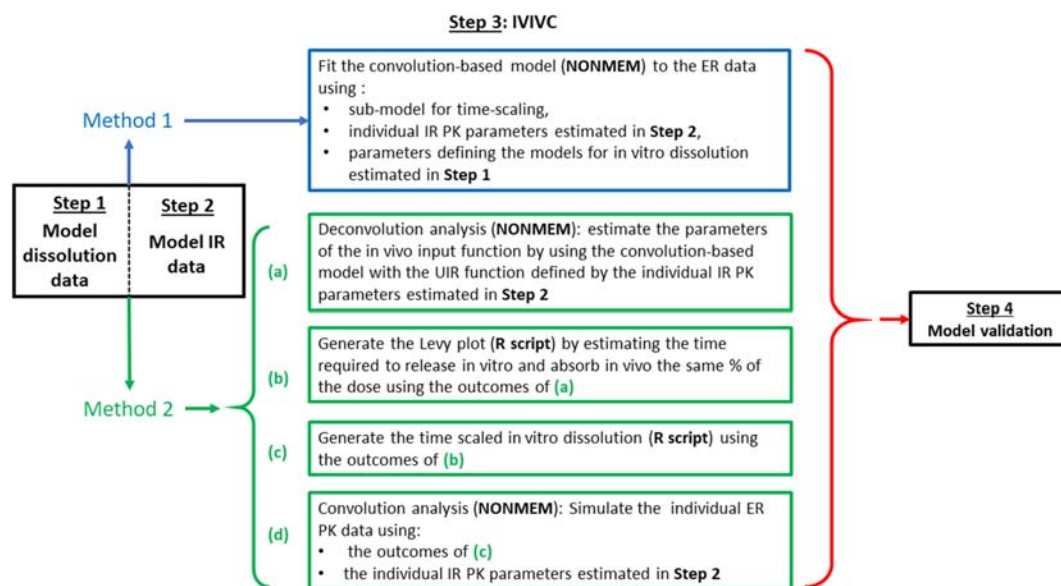 Step 3: IVIVC
Fit the convolution-based model (NONMEM) to the ER data
using :
• sub-model for time-scaling,
• individual IR PK parameters estimated in Step 2,
• parameters defining the models for in vitro dissolution
estimated in Step 1
Method 1
Step 1
Model
dissolution
data
Step 2
Model IR
data
Method 2
(a)
Deconvolution analysis (NONMEM): estimate the parameters
of the in vivo input function by using the convolution-based
model with the UIR function defined by the individual IR PK
parameters estimated in Step 2
(b)
Generate the Levy plot (R script) by estimating the time
required to release in vitro and absorb in vivo the same % of
the dose using the outcomes of (a)
(c)
Generate the time scaled in vitro dissolution (R script) using
the outcomes of (b)
(d)
Convolution analysis (NONMEM): Simulate the individual ER
PK data using:
• the outcomes of (c)
• the individual IR PK parameters estimated in Step 2
Step 4
Model validation